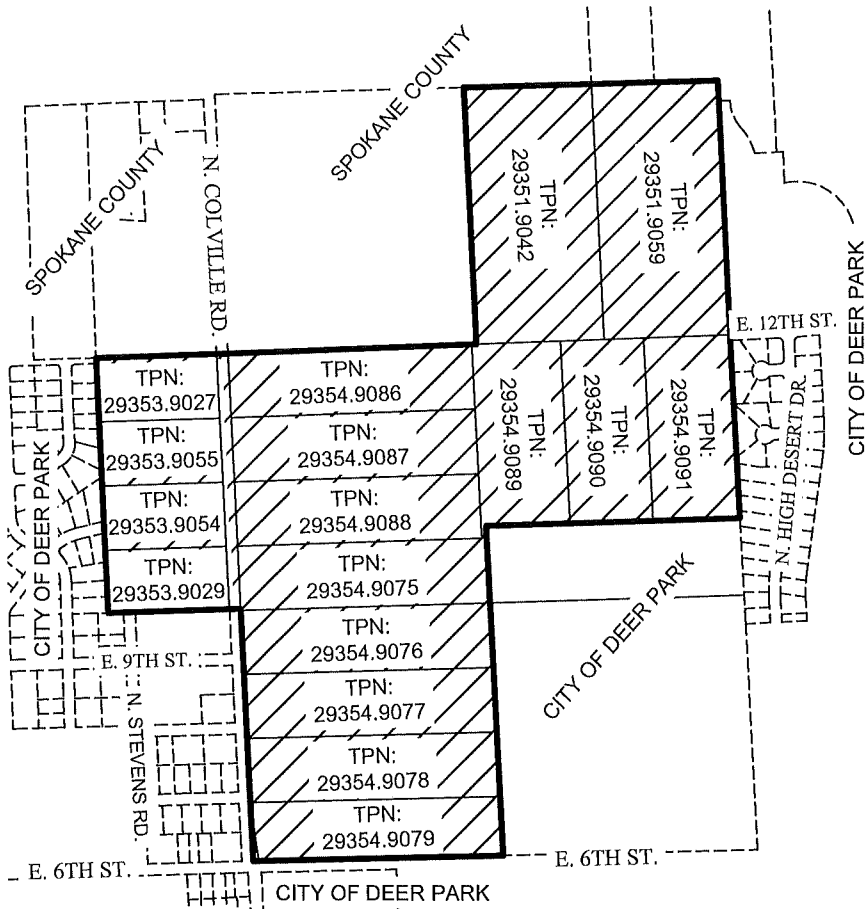 SPOKANE COUNTY
SPOKANE COUNTY
N. COLVILLE RD.
TPN:
29351.9042
TPN:
29351.9059
CITY OF DEER PARK
E. 12TH ST.
TPN:
29353.9027
TPN:
29354.9086
TPN:
29354.9089
TPN:
29354.9090
TPN:
29354.9091
N. HIGH DESERT DR.
TPN:
29353.9055
TPN:
29354.9087
CITY OF DEER PARK
TPN:
29353.9054
TPN:
29354.9088
TPN:
29353.9029
TPN:
29354.9075
CITY OF DEER PARK
E. 9TH ST.
TPN:
29354.9076
N. STEVENS RD.
TPN:
29354.9077
TPN:
29354.9078
TPN:
29354.9079
E. 6TH ST.
E. 6TH ST.
CITY OF DEER PARK